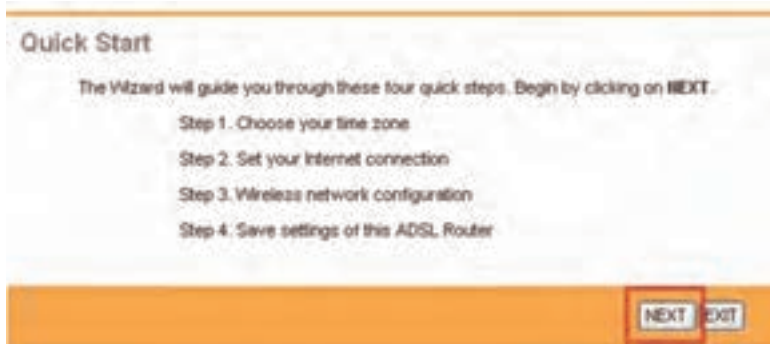 Quick Start
The Wizard will guide you through these four quick steps. Begin by clicking on NEXT.
Step 1. Choose your time zone
Step 2. Set your Internet connection
Step 3. Wireless network configuration
Step 4. Save settings of this ADSL Router
NEXT EXIT